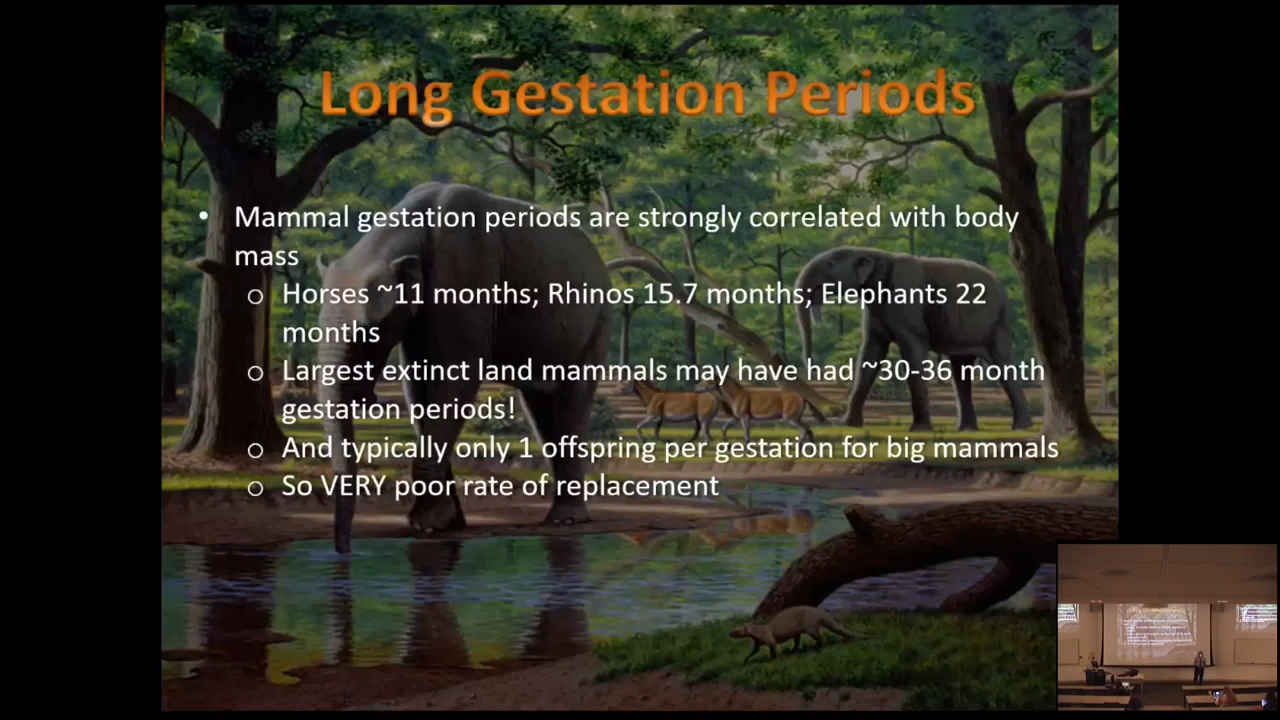 Long Gestation Periods
• Mammal gestation periods are strongly correlated with body
mass
o Horses ~11 months; Rhinos 15.7 months; Elephants 22
months
o Largest extinct land mammals may have had ~30-36 month
gestation periods!
o And typically only 1 offspring per gestation for big mammals
o So VERY poor rate of replacement